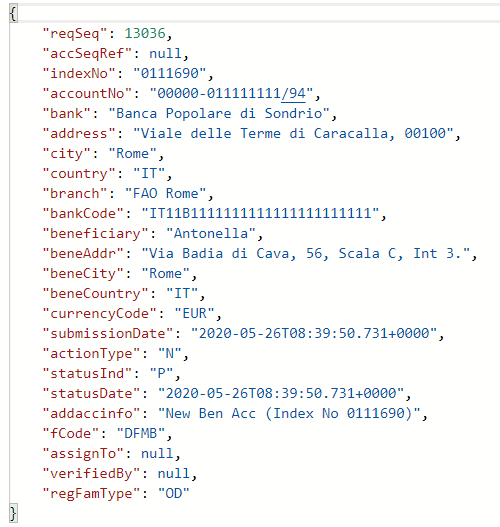 {
"reqSeq": 13036,
"accSeqRef": null,
"indexNo": "0111690",
"accountNo": "00000-011111111/94",
"bank": "Banca Popolare di Sondrio",
"address": "Viale delle Terme di Caracalla, 00100",
"city": "Rome",
"country": "IT",
"branch": "FAO Rome",
"bankCode": "IT11B1111111111111111111111",
"beneficiary": "Antonella",
"beneAddr": "Via Badia di Cava, 56, Scala C, Int 3.",
"beneCity": "Rome",
"beneCountry": "IT",
"currencyCode": "EUR",
"submissionDate": "2020-05-26T08:39:50.731+0000",
"actionType": "N",
"statusInd": "P",
"statusDate": "2020-05-26T08:39:50.731+0000",
"addaccinfo": "New Ben Acc (Index No 0111690)",
"fCode": "DFMB",
"assignTo": null,
"verifiedBy": null,
"regFamType": "OD"
}